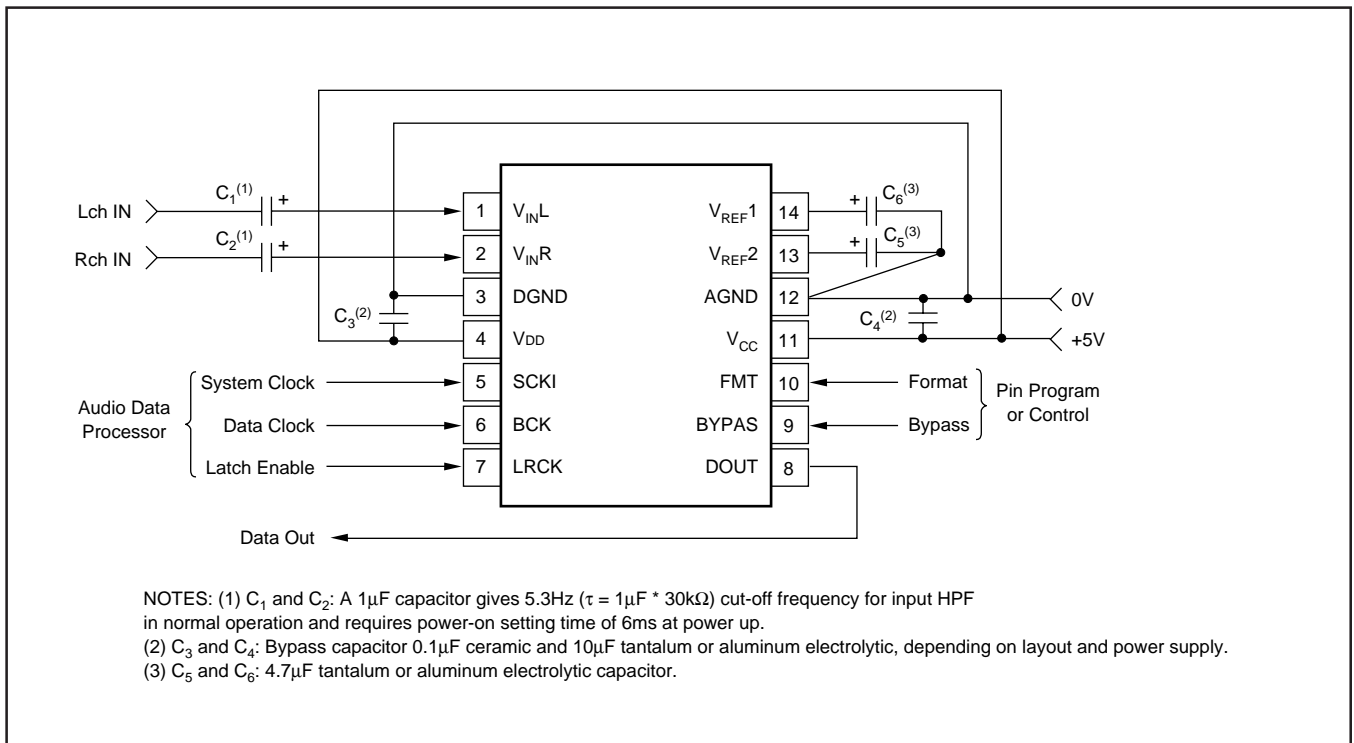 Lch IN
C1(1)
+
Rch IN
C2(1)
+
C3(2)
Audio Data
Processor
System Clock
Data Clock
Latch Enable
Data Out
1 VINL
2 VINR
3 DGND
4 VDD
5 SCKI
6 BCK
7 LRCK
VREF1 14
VREF2 13
AGND 12
VCC 11
FMT 10
BYPAS 9
DOUT 8
+
C6(3)
+
C5(3)
C4(2)
0V
+5V
Format
Bypass
Pin Program
or Control
NOTES: (1) C1 and C2: A 1μF capacitor gives 5.3Hz (τ = 1μF * 30kΩ) cut-off frequency for input HPF
in normal operation and requires power-on setting time of 6ms at power up.
(2) C3 and C4: Bypass capacitor 0.1μF ceramic and 10μF tantalum or aluminum electrolytic, depending on layout and power supply.
(3) C5 and C6: 4.7μF tantalum or aluminum electrolytic capacitor.